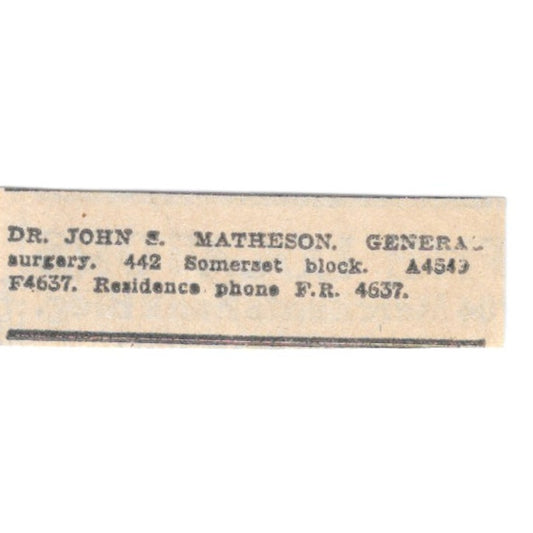 DR. JOHN S. MATHESON. GENERAL
surgery. 442 Somerset block. A4549
F4637. Residence phone F.R. 4637.